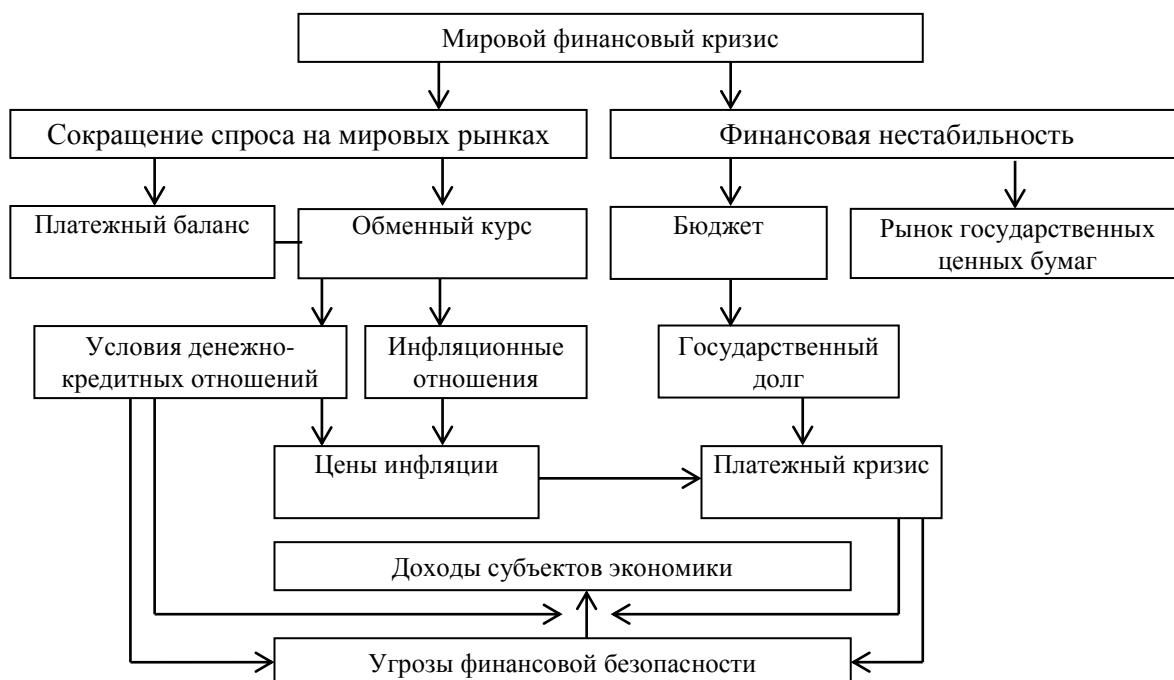 Мировой финансовый кризис
Сокращение спроса на мировых рынках
Финансовая нестабильность
Платежный баланс
Обменный курс
Бюджет
Рынок государственных
ценных бумаг
Условия денежно-
кредитных отношений
Инфляционные
отношения
Государственный
долг
Цены инфляции
Платежный кризис
Доходы субъектов экономики
Угрозы финансовой безопасности